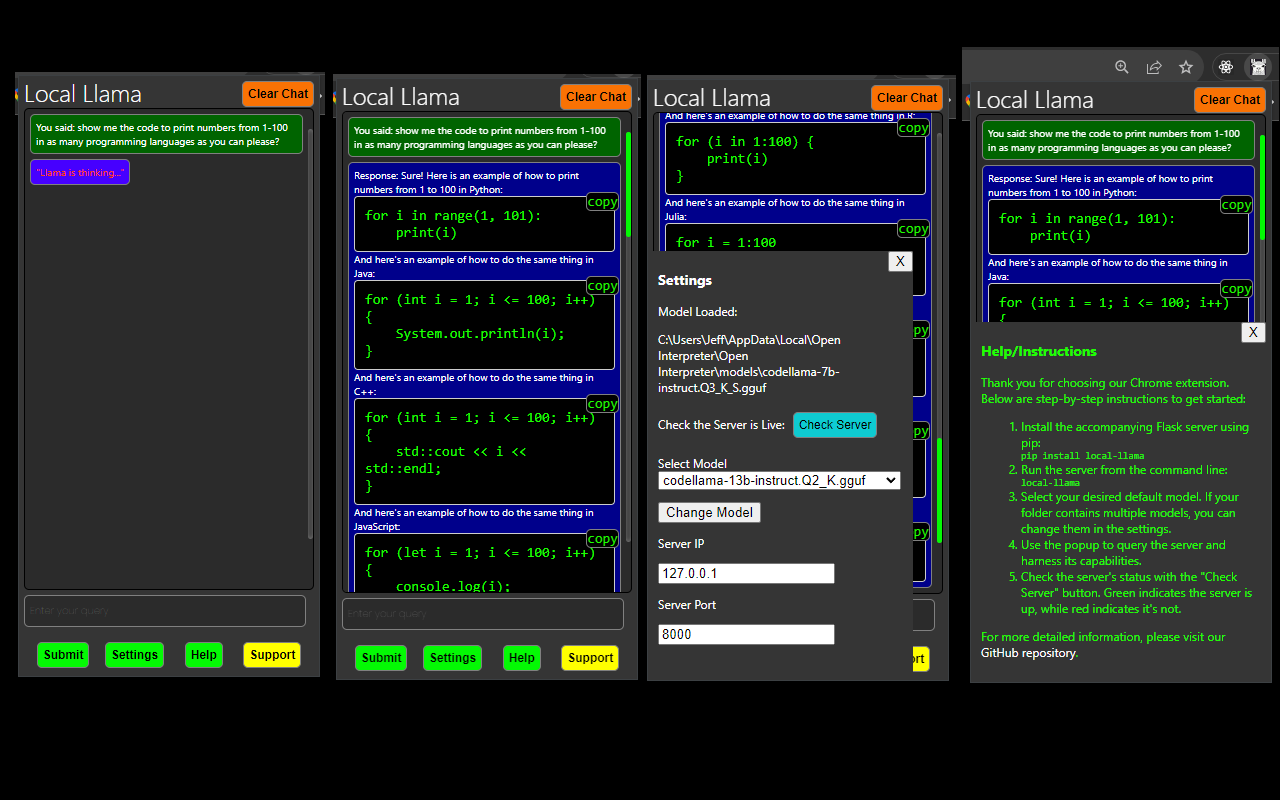 Local Llama
Clear Chat
You said: show me the code to print numbers from 1-100
in as many programming languages as you can please?
"Llama is thinking..."
Enter your query
Submit
Settings
Help
Support
Local Llama
Clear Chat
You said: show me the code to print numbers from 1-100
in as many programming languages as you can please?
Response: Sure! Here is an example of how to print
numbers from 1 to 100 in Python:
copy
for i in range(1, 101):
    print(i)
And here's an example of how to do the same thing in
Java:
copy
for (int i = 1; i <= 100; i++)
{
    System.out.println(i);
}
And here's an example of how to do the same thing in
C++:
copy
for (int i = 1; i <= 100; i++)
{
    std::cout << i <<
std::endl;
}
And here's an example of how to do the same thing in
JavaScript:
copy
for (let i = 1; i <= 100; i++)
{
    console.log(i);
Enter your query
Submit
Settings
Help
Support
Local Llama
Clear Chat
And here's an example of how to do the same thing in R:
copy
for (i in 1:100) {
    print(i)
}
And here's an example of how to do the same thing in
Julia:
copy
for i = 1:100
X
Settings
Model Loaded:
C:\Users\Jeff\AppData\Local\Open
Interpreter\Open
Interpreter\models\codellama-7b-
instruct.Q3_K_S.gguf
Check the Server is Live:
Check Server
Select Model
codellama-13b-instruct.Q2_K.gguf
Change Model
Server IP
127.0.0.1
Server Port
8000
py
py
py
py
rt
Local Llama
Clear Chat
You said: show me the code to print numbers from 1-100
in as many programming languages as you can please?
Response: Sure! Here is an example of how to print
numbers from 1 to 100 in Python:
copy
for i in range(1, 101):
    print(i)
And here's an example of how to do the same thing in
Java:
copy
for (int i = 1; i <= 100; i++)
{
X
Help/Instructions
Thank you for choosing our Chrome extension.
Below are step-by-step instructions to get started:
1. Install the accompanying Flask server using
pip:
pip install local-llama
2. Run the server from the command line:
local-llama
3. Select your desired default model. If your
folder contains multiple models, you can
change them in the settings.
4. Use the popup to query the server and
harness its capabilities.
5. Check the server's status with the "Check
Server" button. Green indicates the server is
up, while red indicates it's not.
For more detailed information, please visit our
GitHub repository.